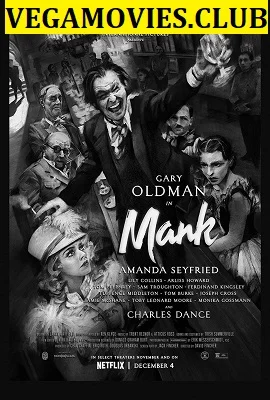 VEGAMOVIES.CLUB
INTERNATIONAL PICTURES
GARY
OLDMAN
IN
Mank
AMANDA SEYFRIED
LILY COLLINS · ARLISS HOWARD
TOM PELPHREY · SAM TROUGHTON · FERDINAND KINGSLEY
TUPPENCE MIDDLETON · TOM BURKE · JOSEPH CROSS
JAMIE MCSHANE · TOBY LEONARD MOORE · MONIKA GOSSMANN
AND
CHARLES DANCE
IN SELECT THEATERS NOVEMBER AND ON
NETFLIX | DECEMBER 4